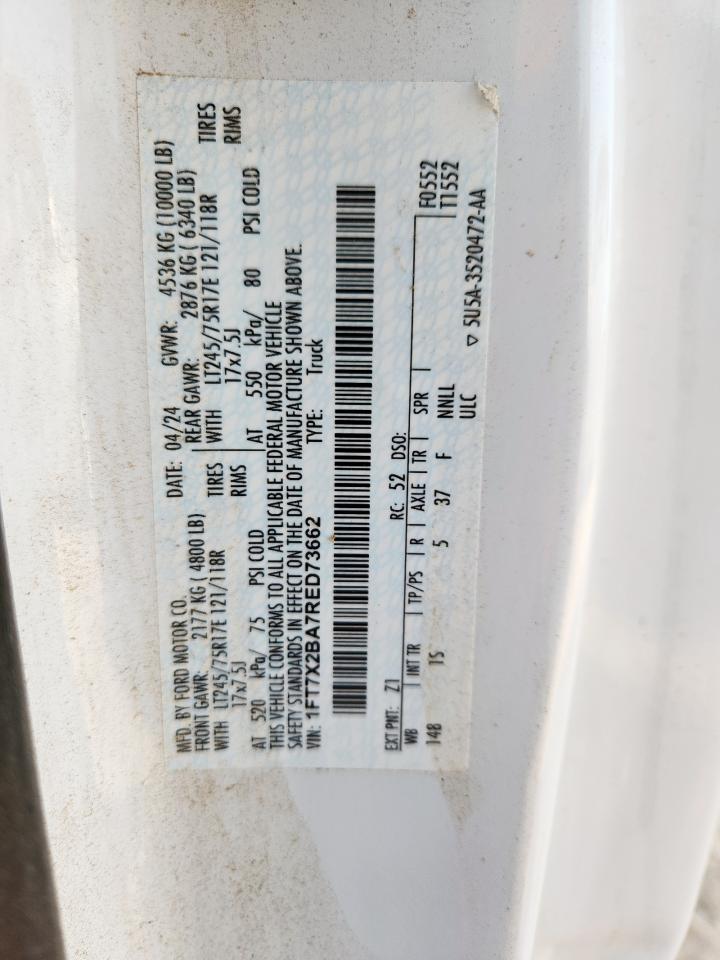 MFD. BY FORD MOTOR CO.
DATE: 04/24 GVWR: 4536 KG (10000 LB)
FRONT GAWR: 2177 KG ( 4800 LB) REAR GAWR: 2876 KG ( 6340 LB)
WITH LT245/75R17E 121/118R TIRES WITH LT245/75R17E 121/118R TIRES
17x7.5J RIMS 17x7.5J RIMS
AT 520 kPa/ 75 PSI COLD AT 550 kPa/ 80 PSI COLD
THIS VEHICLE CONFORMS TO ALL APPLICABLE FEDERAL MOTOR VEHICLE
SAFETY STANDARDS IN EFFECT ON THE DATE OF MANUFACTURE SHOWN ABOVE.
VIN: 1FT7X2BA7RED73662 TYPE: Truck
EXT PNT: Z1 RC: 52 DSO: F0552
WB INT TR TP/PS R AXLE TR SPR T1552
148 TS 5 37 F NNLL
ULC ▽ 5U5A-3520472-AA